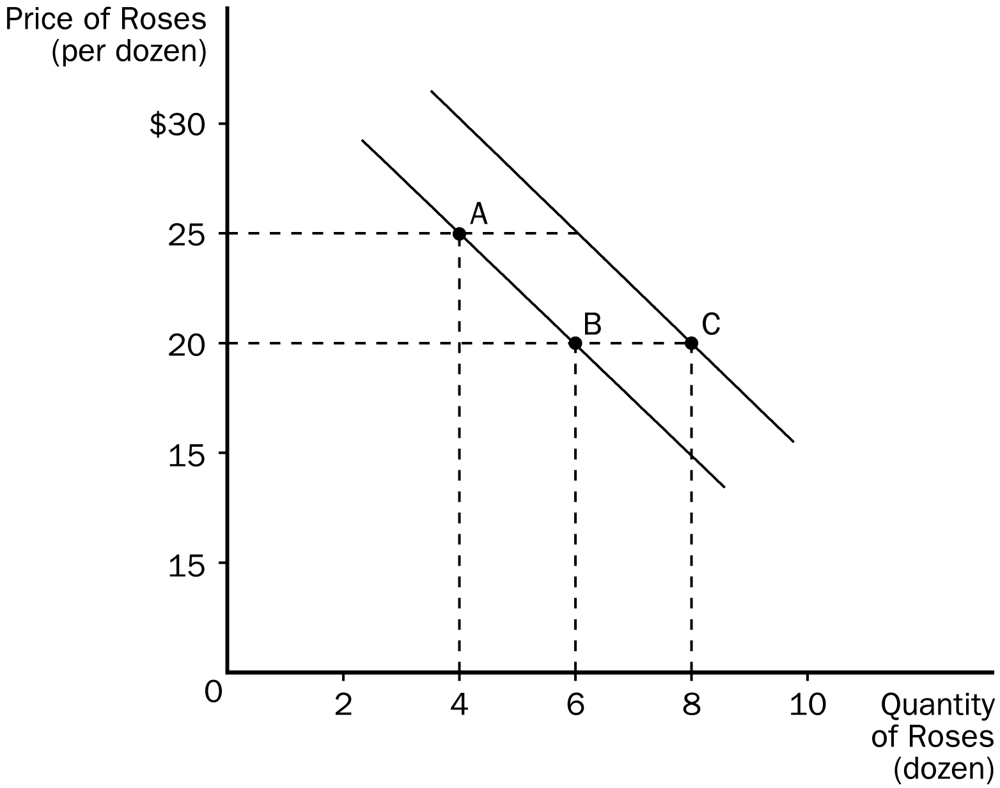 Price of Roses
(per dozen)
$30
A
25
B
C
20
15
15
0
2
4
6
8
10
Quantity
of Roses
(dozen)